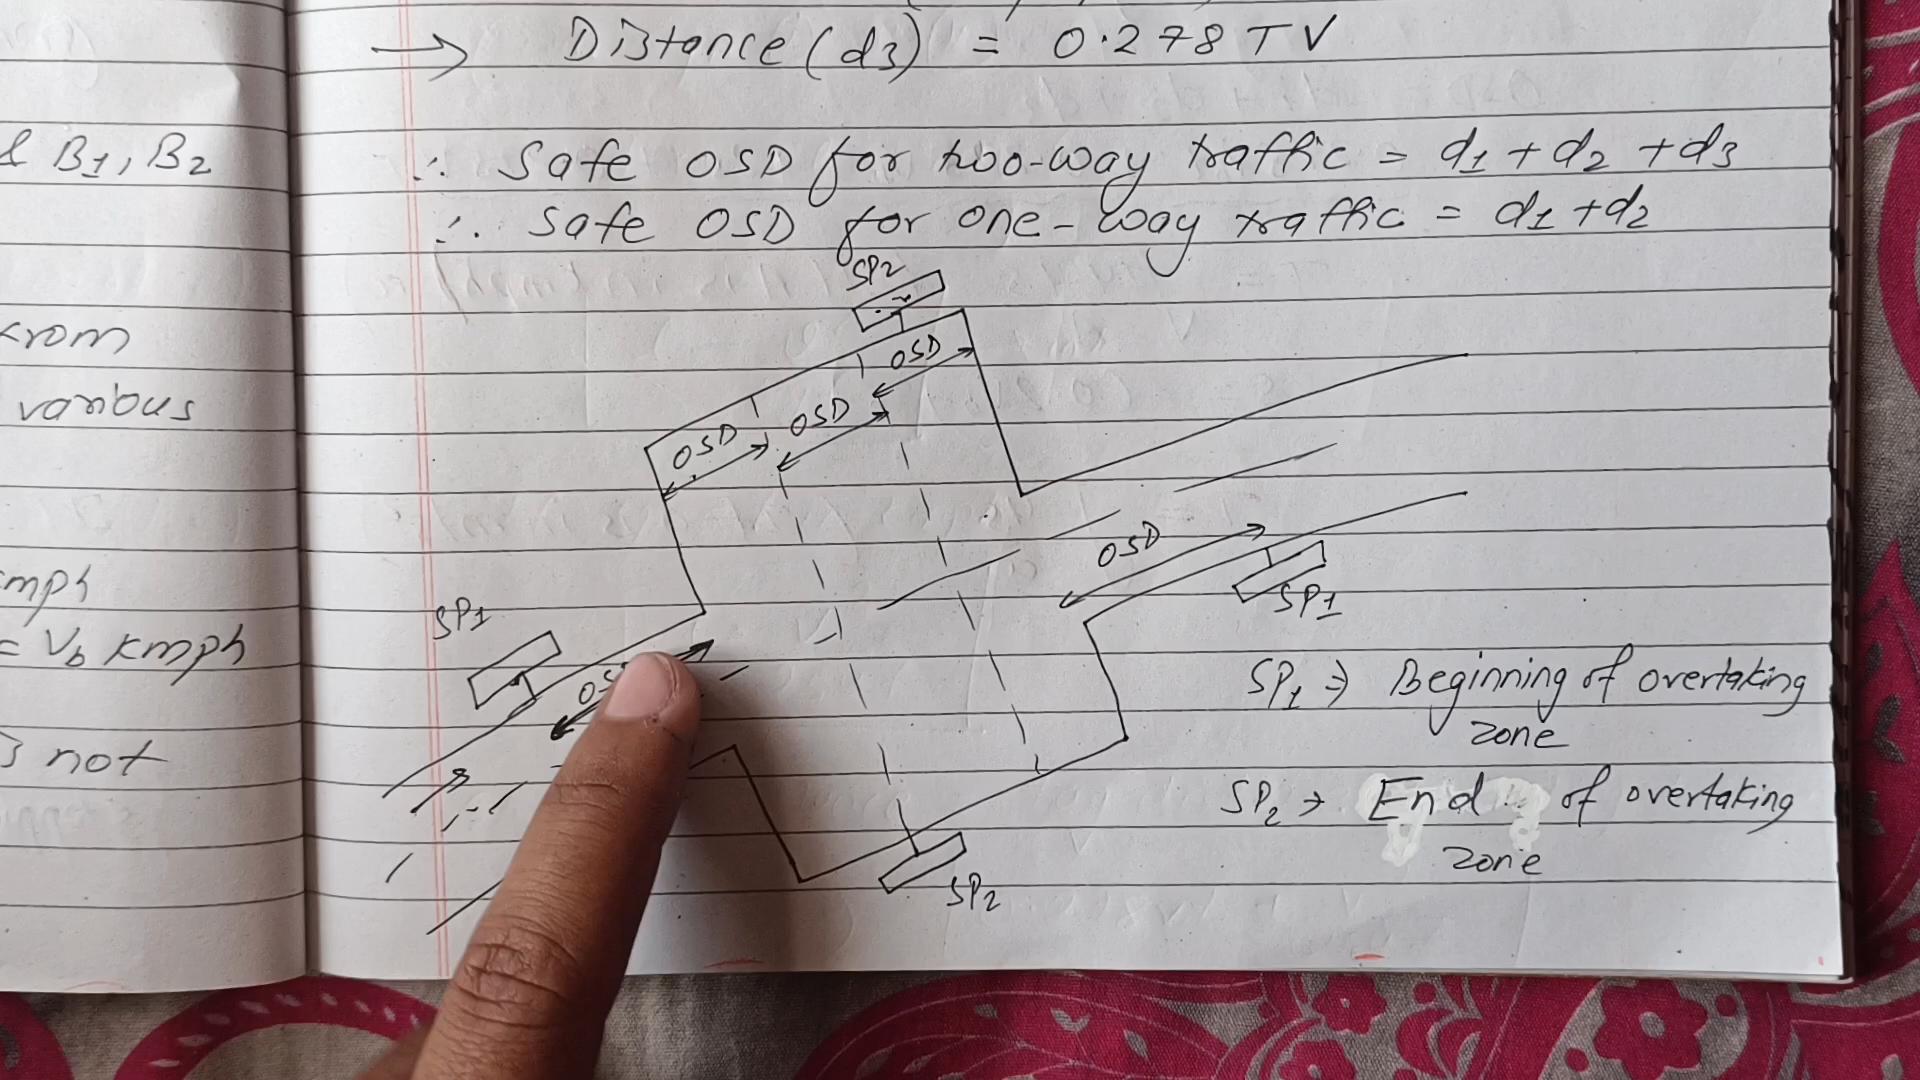 Distance (d3) = 0.278 TV
& B1, B2
∴ Safe OSD for two-way traffic = d1 + d2 + d3
∴ Safe OSD for one-way traffic = d1 + d2
SP2
from
OSD
various
OSD
OSD
OSD
mph
SP1
SP1
= Vb kmph
SP1 ⇒ Beginning of overtaking
zone
not
SP2 → End of overtaking
zone
SP2